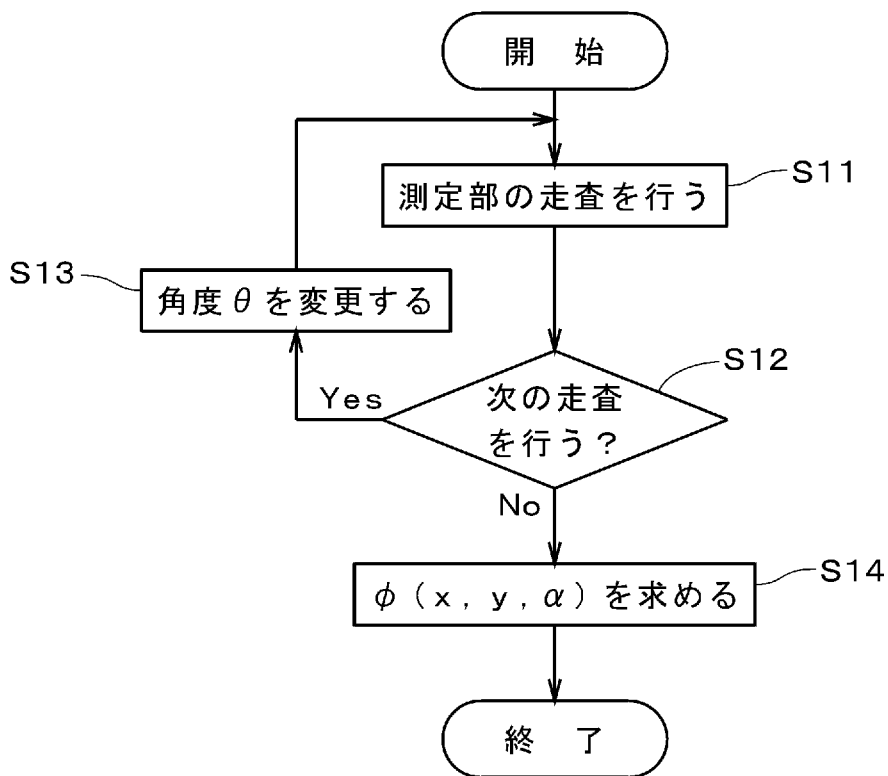 開 始
測定部の走査を行う
S11
S13
角度θを変更する
S12
次の走査
を行う?
Yes
No
φ(x,y,α)を求める
S14
終 了